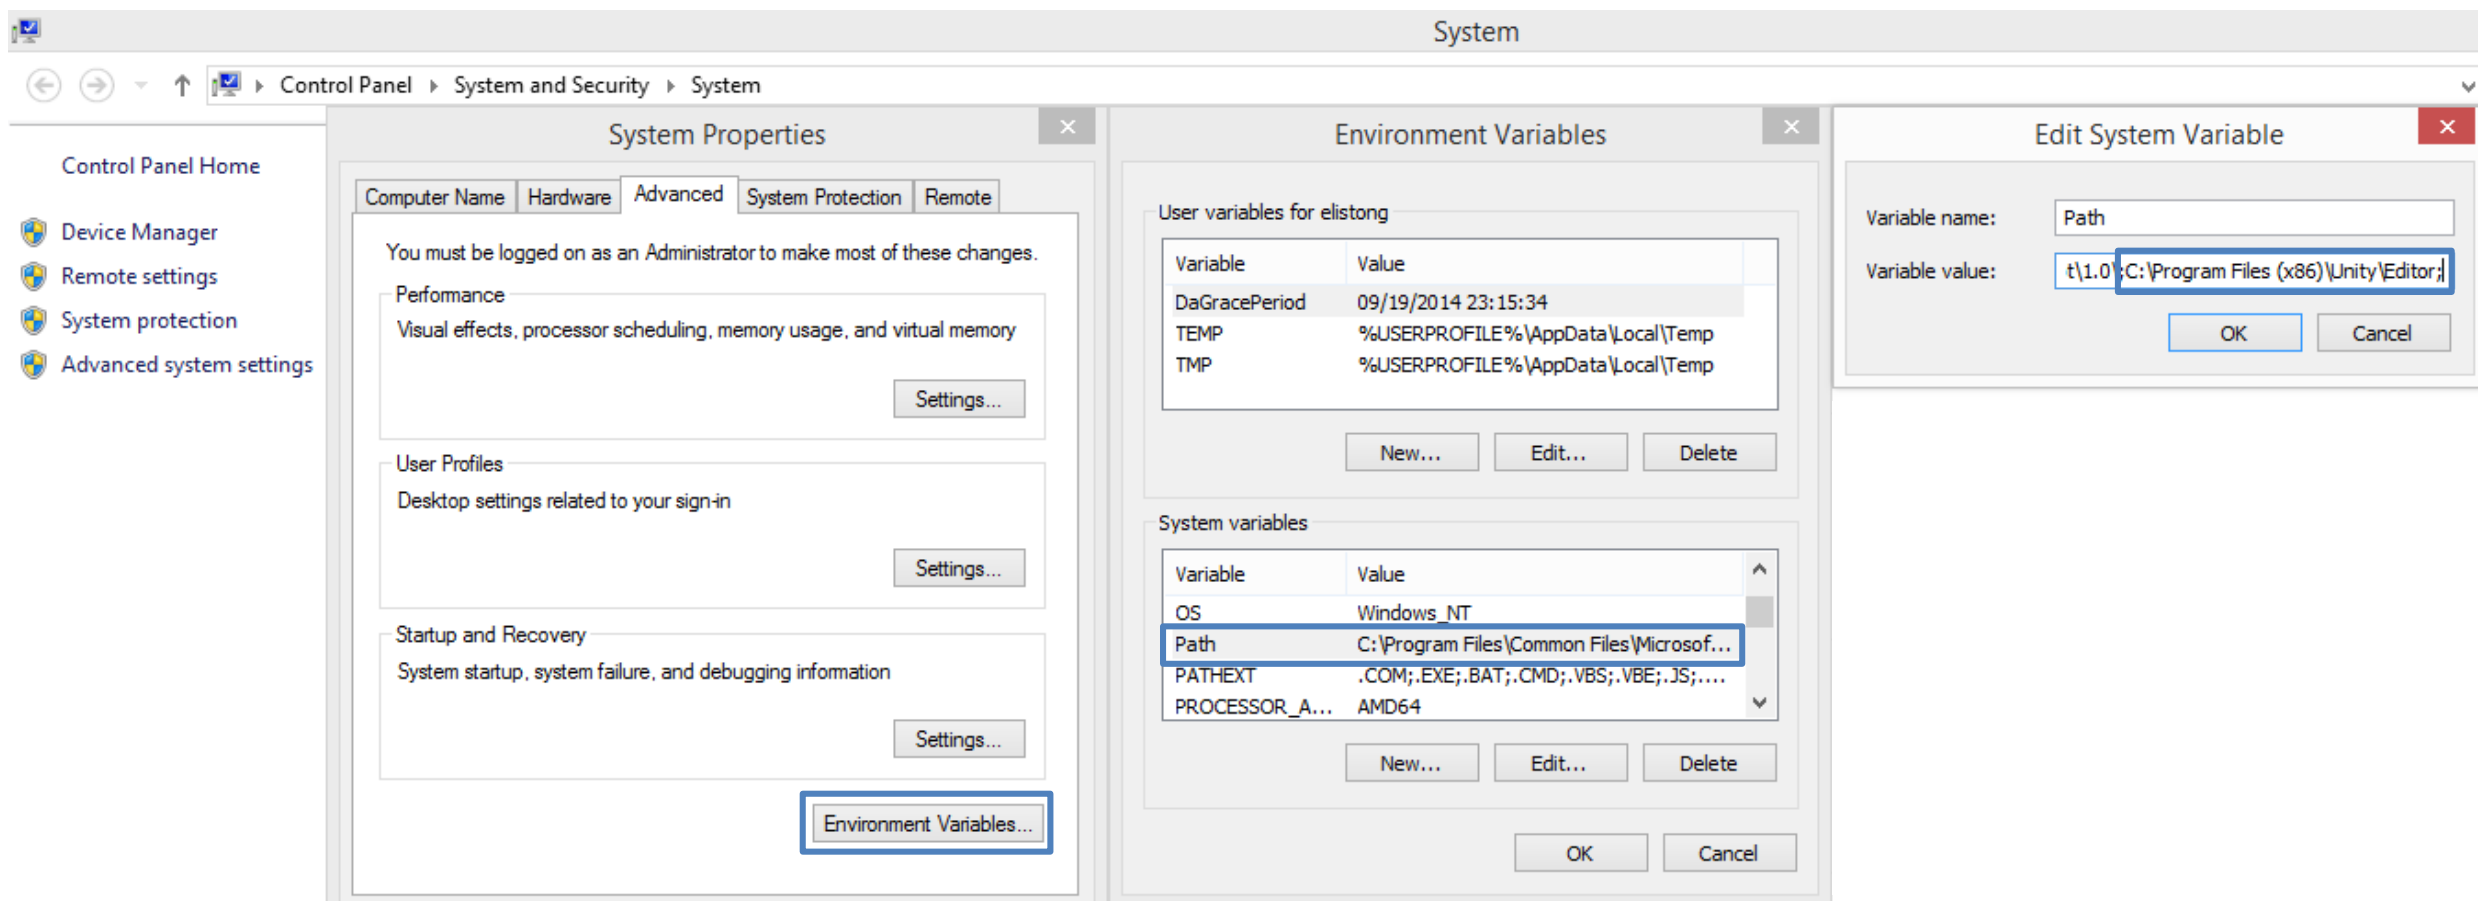 System
Control Panel System and Security System
Control Panel Home
Device Manager
Remote settings
System protection
Advanced system settings
System Properties
Computer Name Hardware Advanced System Protection Remote
You must be logged on as an Administrator to make most of these changes.
Performance
Visual effects, processor scheduling, memory usage, and virtual memory
Settings...
User Profiles
Desktop settings related to your sign-in
Settings...
Startup and Recovery
System startup, system failure, and debugging information
Settings...
Environment Variables...
Environment Variables
User variables for elistong
Variable Value
DaGracePeriod 09/19/2014 23:15:34
TEMP %USERPROFILE%\AppData\Local\Temp
TMP %USERPROFILE%\AppData\Local\Temp
New... Edit... Delete
System variables
Variable Value
OS Windows_NT
Path C:\Program Files\Common Files\Microsof...
PATHEXT .COM;.EXE;.BAT;.CMD;.VBS;.VBE;.JS;....
PROCESSOR_A... AMD64
New... Edit... Delete
OK Cancel
Edit System Variable
Variable name: Path
Variable value: t\1.0\;C:\Program Files (x86)\Unity\Editor;
OK Cancel